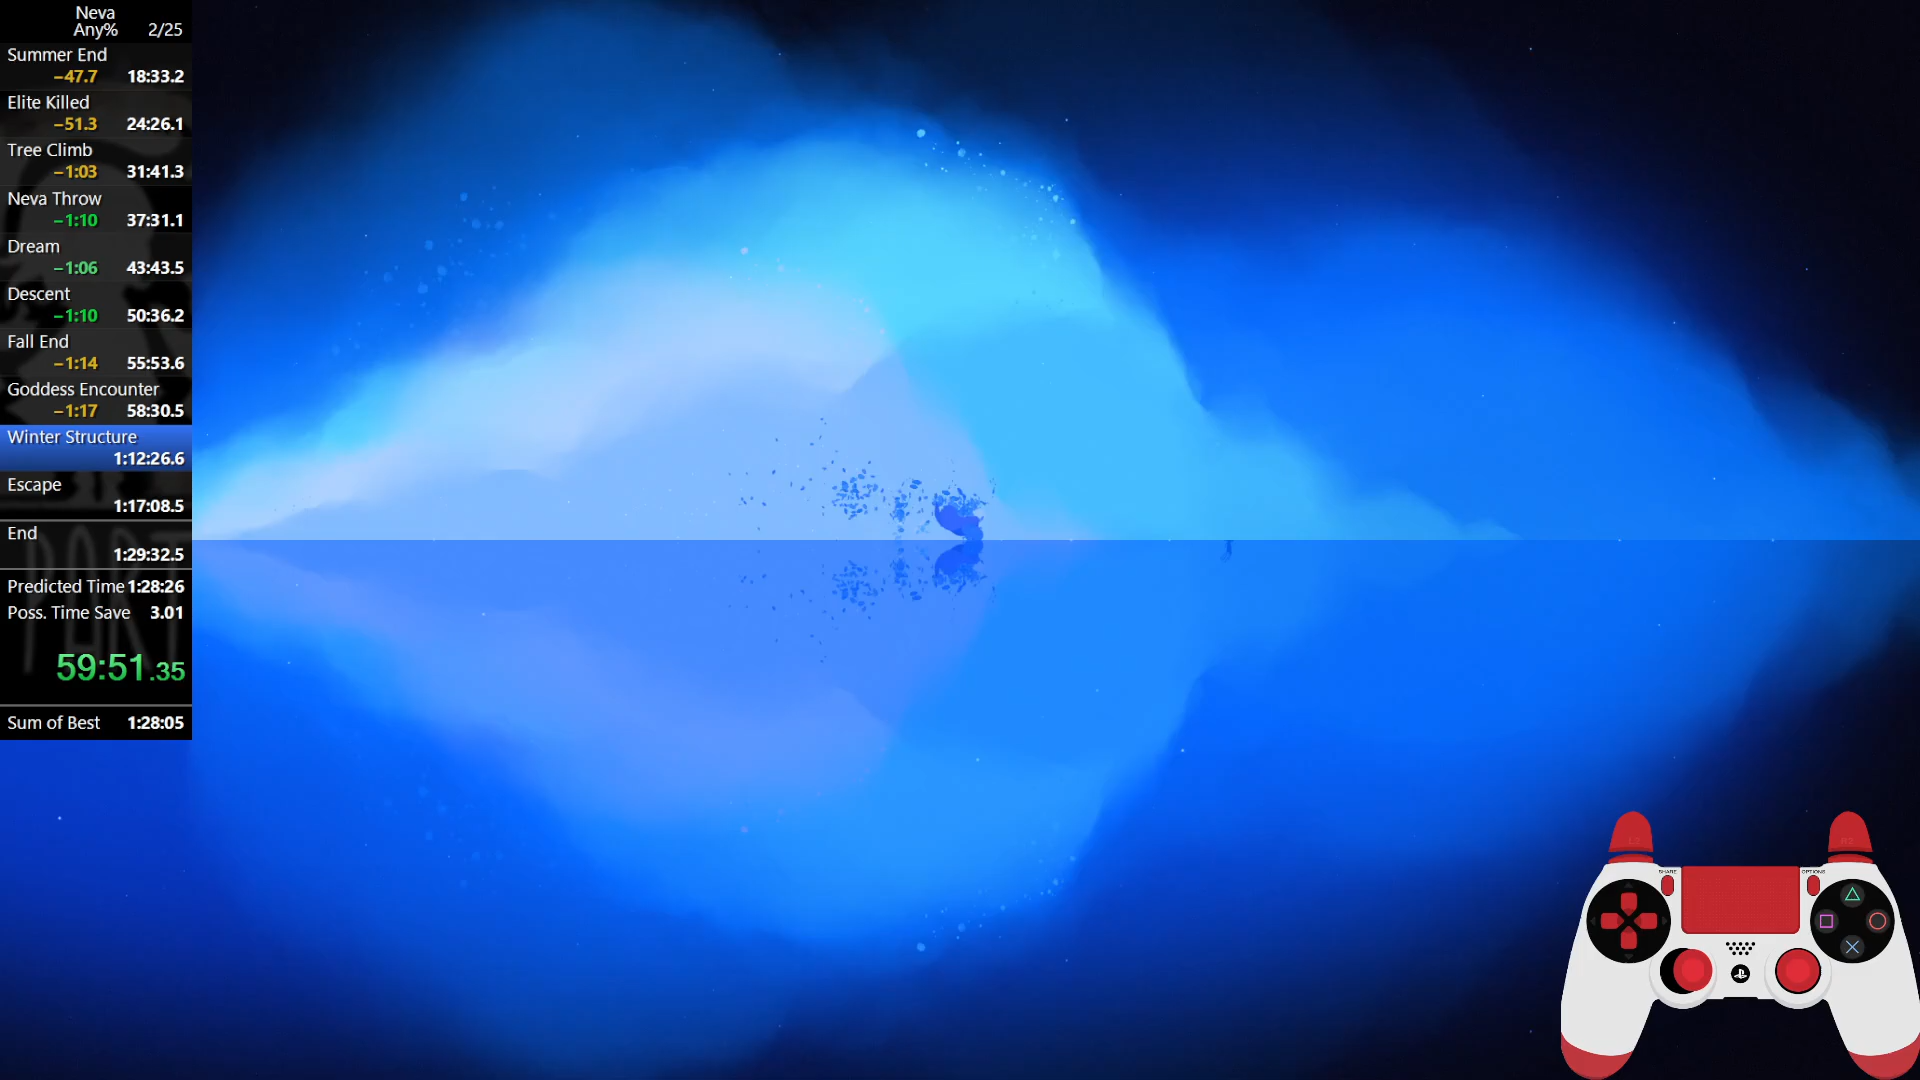 Neva
Any% 2/25
Summer End
−47.7 18:33.2
Elite Killed
−51.3 24:26.1
Tree Climb
−1:03 31:41.3
Neva Throw
−1:10 37:31.1
Dream
−1:06 43:43.5
Descent
−1:10 50:36.2
Fall End
−1:14 55:53.6
Goddess Encounter
−1:17 58:30.5
Winter Structure
1:12:26.6
Escape
1:17:08.5
End
1:29:32.5
Predicted Time 1:28:26
Poss. Time Save 3.01
59:51.35
Sum of Best 1:28:05
PART
SHARE OPTIONS